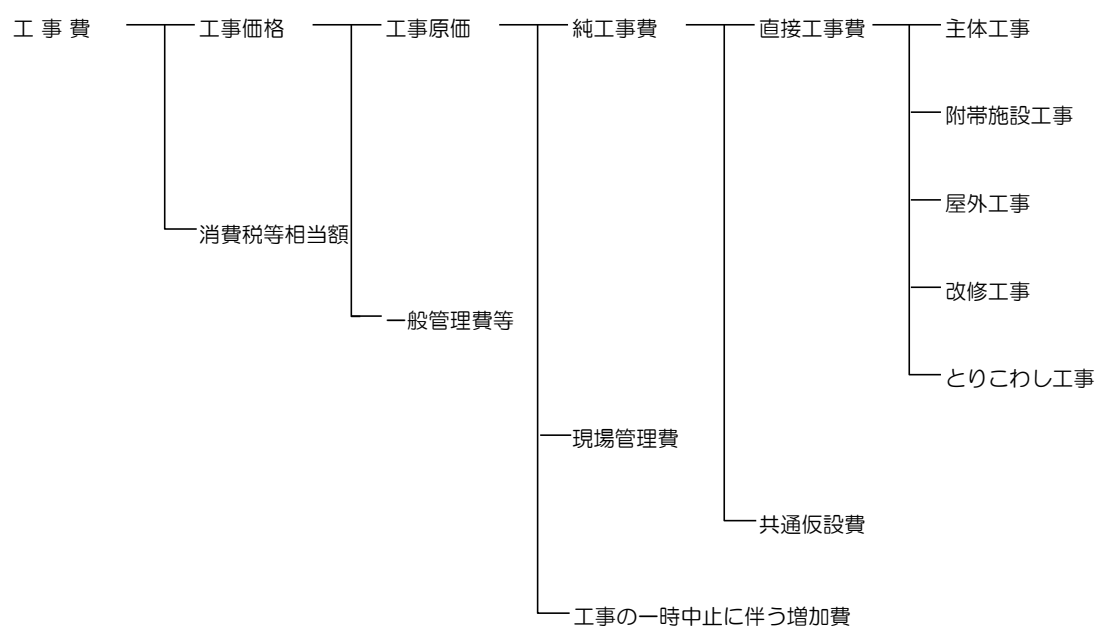 工 事 費 工事価格 工事原価 純工事費 直接工事費 主体工事
附帯施設工事
屋外工事
消費税等相当額
改修工事
一般管理費等
とりこわし工事
現場管理費
共通仮設費
工事の一時中止に伴う増加費